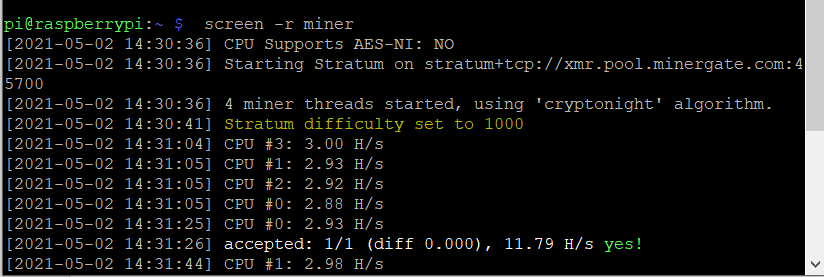 pi@raspberrypi:~ $  screen -r miner
[2021-05-02 14:30:36] CPU Supports AES-NI: NO
[2021-05-02 14:30:36] Starting Stratum on stratum+tcp://xmr.pool.minergate.com:4
5700
[2021-05-02 14:30:36] 4 miner threads started, using 'cryptonight' algorithm.
[2021-05-02 14:30:41] Stratum difficulty set to 1000
[2021-05-02 14:31:04] CPU #3: 3.00 H/s
[2021-05-02 14:31:05] CPU #1: 2.93 H/s
[2021-05-02 14:31:05] CPU #2: 2.92 H/s
[2021-05-02 14:31:05] CPU #0: 2.88 H/s
[2021-05-02 14:31:25] CPU #0: 2.93 H/s
[2021-05-02 14:31:26] accepted: 1/1 (diff 0.000), 11.79 H/s yes!
[2021-05-02 14:31:44] CPU #1: 2.98 H/s